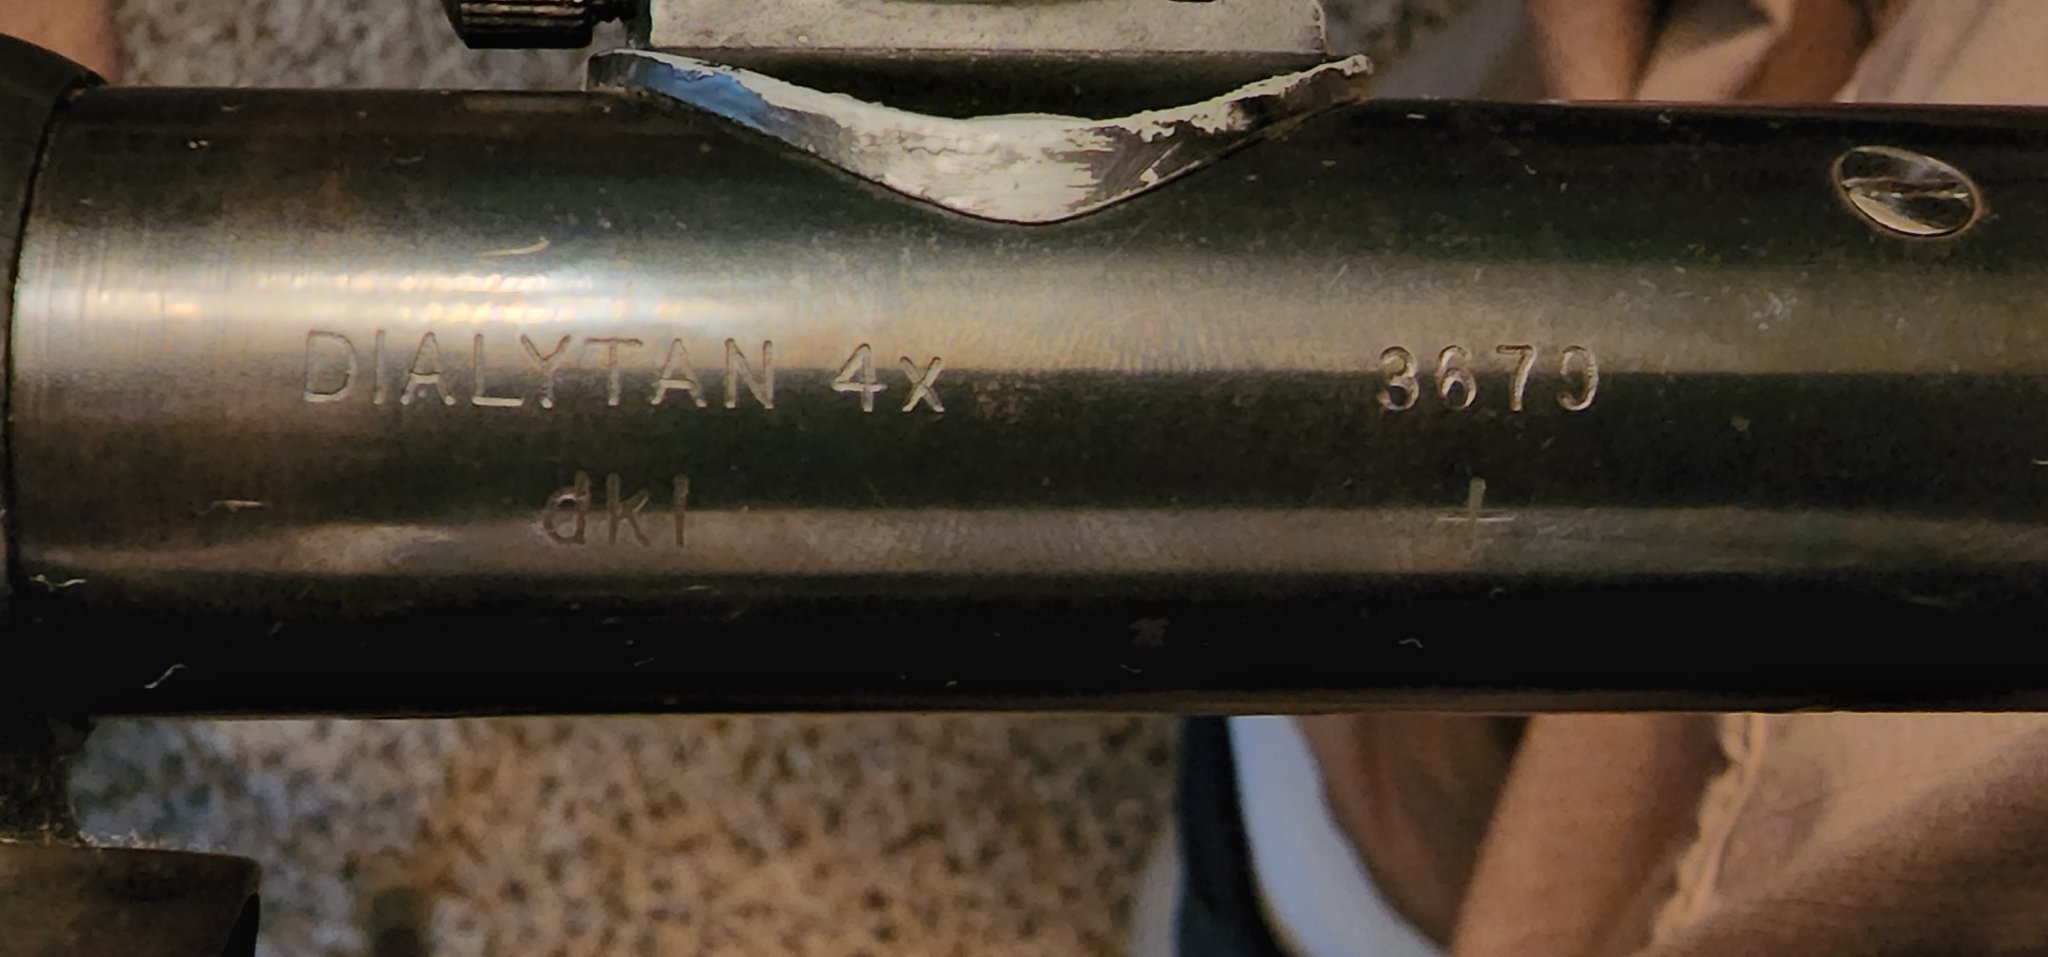 DIALYTAN 4x 3679
dkl +